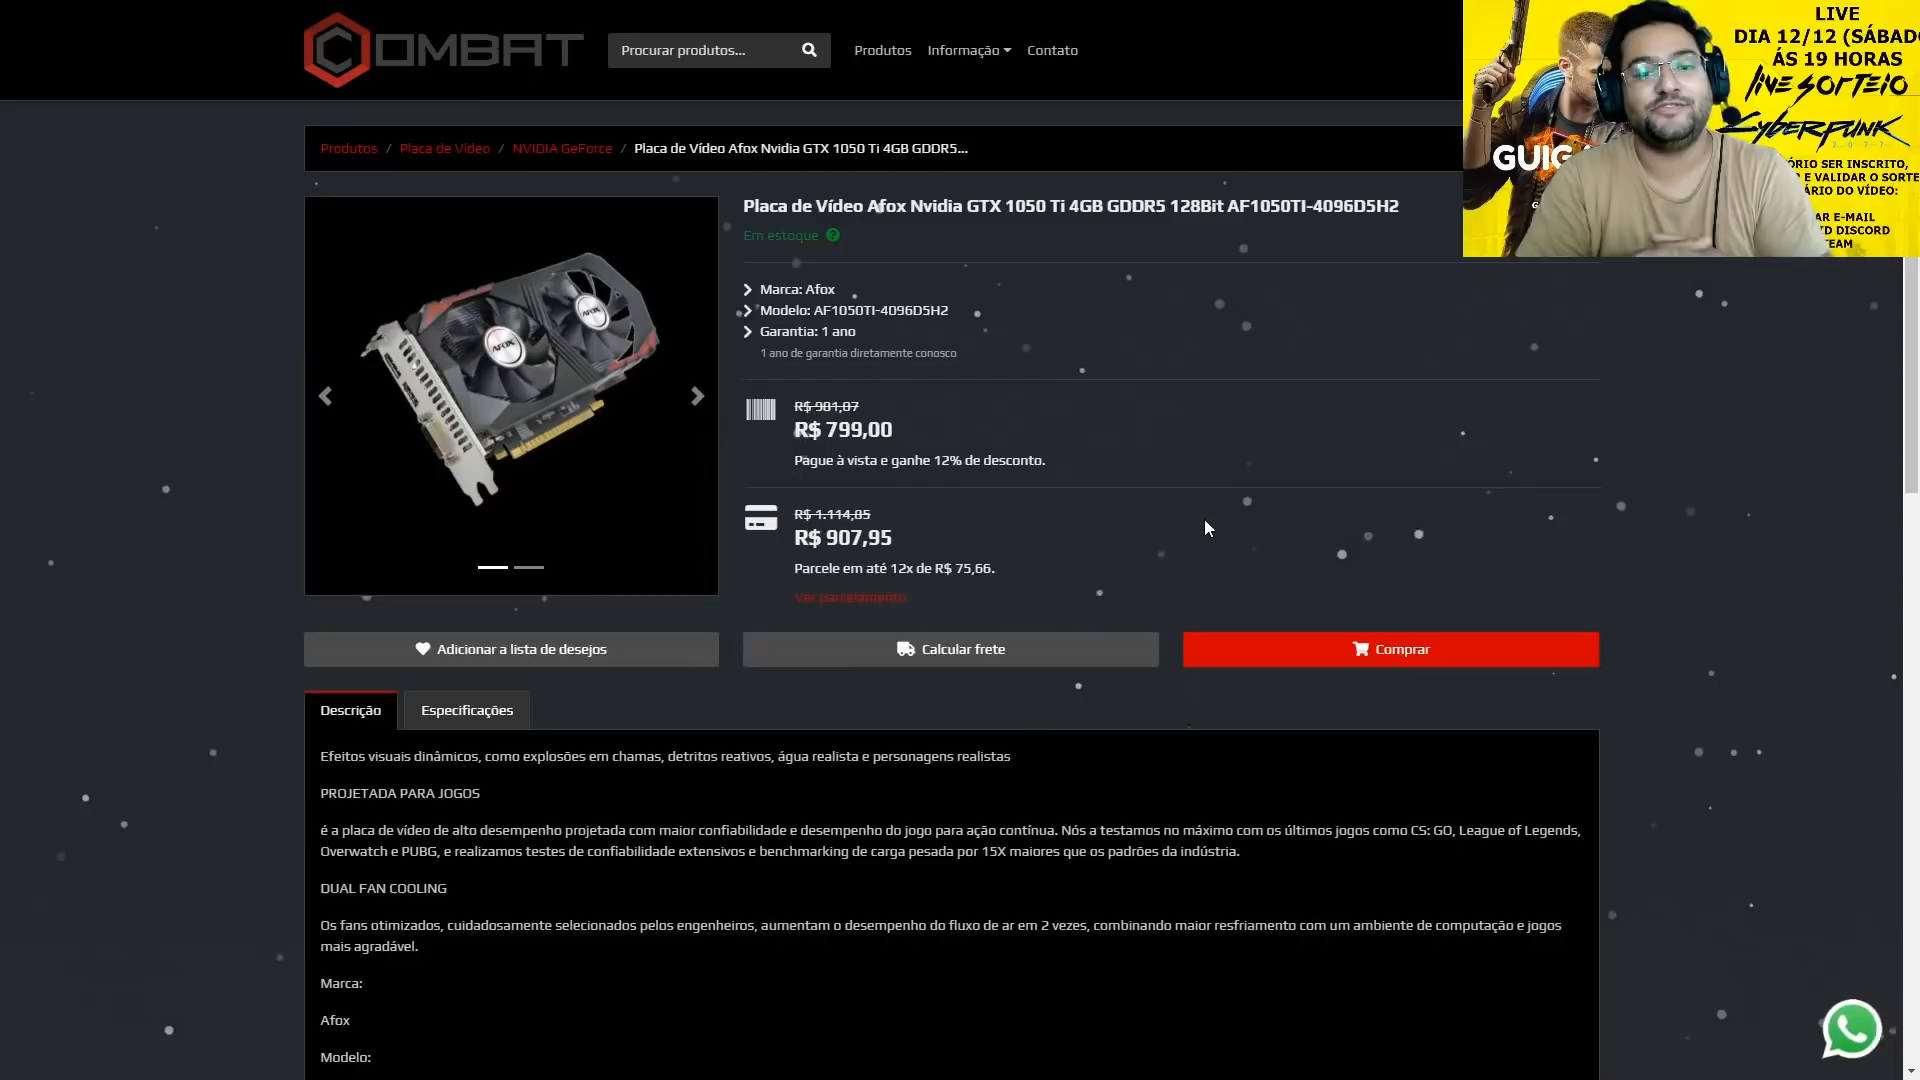 COMBAT
Procurar produtos...
Produtos
Informação
Contato
LIVE
DIA 12/12 (SÁBADO
ÁS 19 HORAS
LIVE SORTEIO
Cyberpunk
2077
GUIG
ÓRIO SER INSCRITO,
E VALIDAR O SORTE
ÁRIO DO VÍDEO:
AR E-MAIL
ID DISCORD
TEAM
Produtos / Placa de Vídeo / NVIDIA GeForce / Placa de Vídeo Afox Nvidia GTX 1050 Ti 4GB GDDR5...
Placa de Vídeo Afox Nvidia GTX 1050 Ti 4GB GDDR5 128Bit AF1050TI-4096D5H2
Em estoque
Marca: Afox
Modelo: AF1050TI-4096D5H2
Garantia: 1 ano
1 ano de garantia diretamente conosco
AFOX
AFOX
R$ 981,87
R$ 799,00
Pague à vista e ganhe 12% de desconto.
R$ 1.114,85
R$ 907,95
Parcele em até 12x de R$ 75,66.
Ver parcelamento
Adicionar a lista de desejos
Calcular frete
Comprar
Descrição
Especificações
Efeitos visuais dinâmicos, como explosões em chamas, detritos reativos, água realista e personagens realistas
PROJETADA PARA JOGOS
é a placa de vídeo de alto desempenho projetada com maior confiabilidade e desempenho do jogo para ação contínua. Nós a testamos no máximo com os últimos jogos como CS: GO, League of Legends,
Overwatch e PUBG, e realizamos testes de confiabilidade extensivos e benchmarking de carga pesada por 15X maiores que os padrões da indústria.
DUAL FAN COOLING
Os fans otimizados, cuidadosamente selecionados pelos engenheiros, aumentam o desempenho do fluxo de ar em 2 vezes, combinando maior resfriamento com um ambiente de computação e jogos
mais agradável.
Marca:
Afox
Modelo: